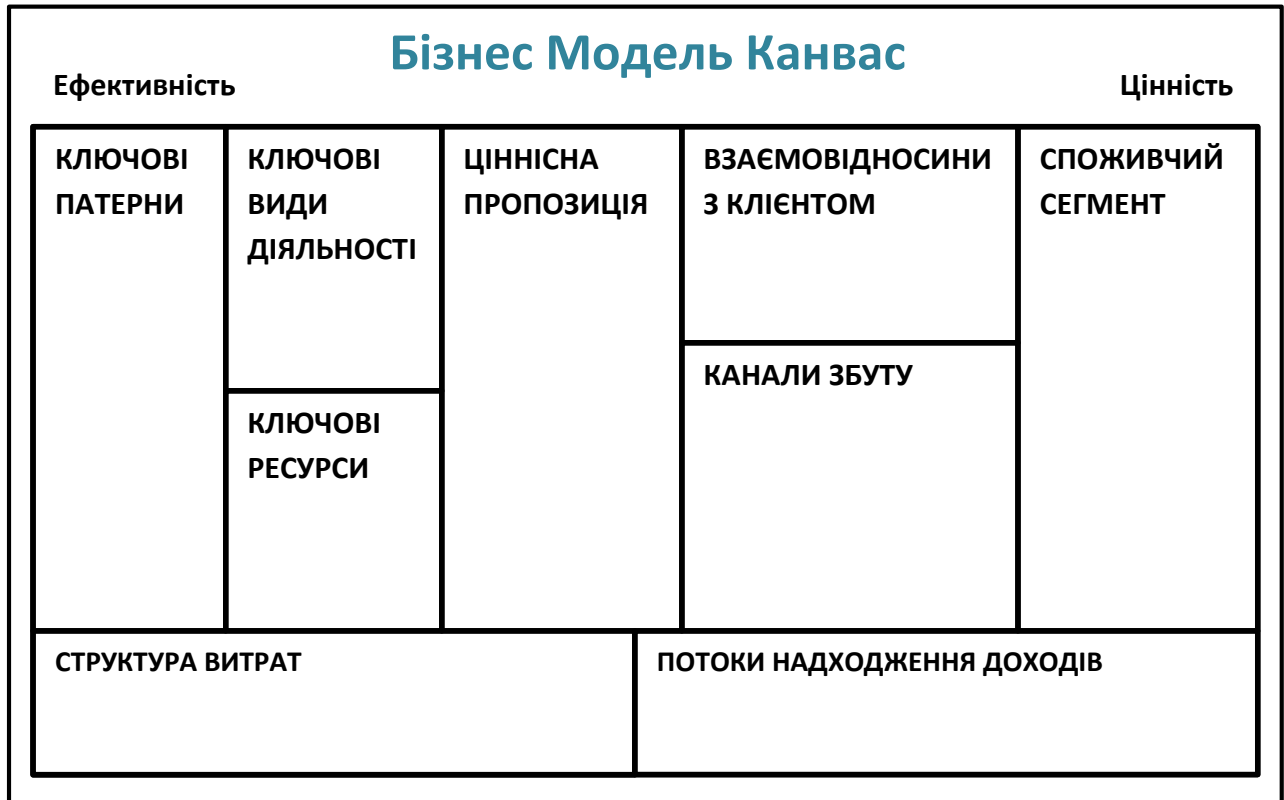 Бізнес Модель Канвас
Ефективність
Цінність
КЛЮЧОВІ
ПАТЕРНИ
КЛЮЧОВІ
ВИДИ
ДІЯЛЬНОСТІ
КЛЮЧОВІ
РЕСУРСИ
ЦІННІСНА
ПРОПОЗИЦІЯ
ВЗАЄМОВІДНОСИНИ
З КЛІЄНТОМ
КАНАЛИ ЗБУТУ
СПОЖИВЧИЙ
СЕГМЕНТ
СТРУКТУРА ВИТРАТ
ПОТОКИ НАДХОДЖЕННЯ ДОХОДІВ